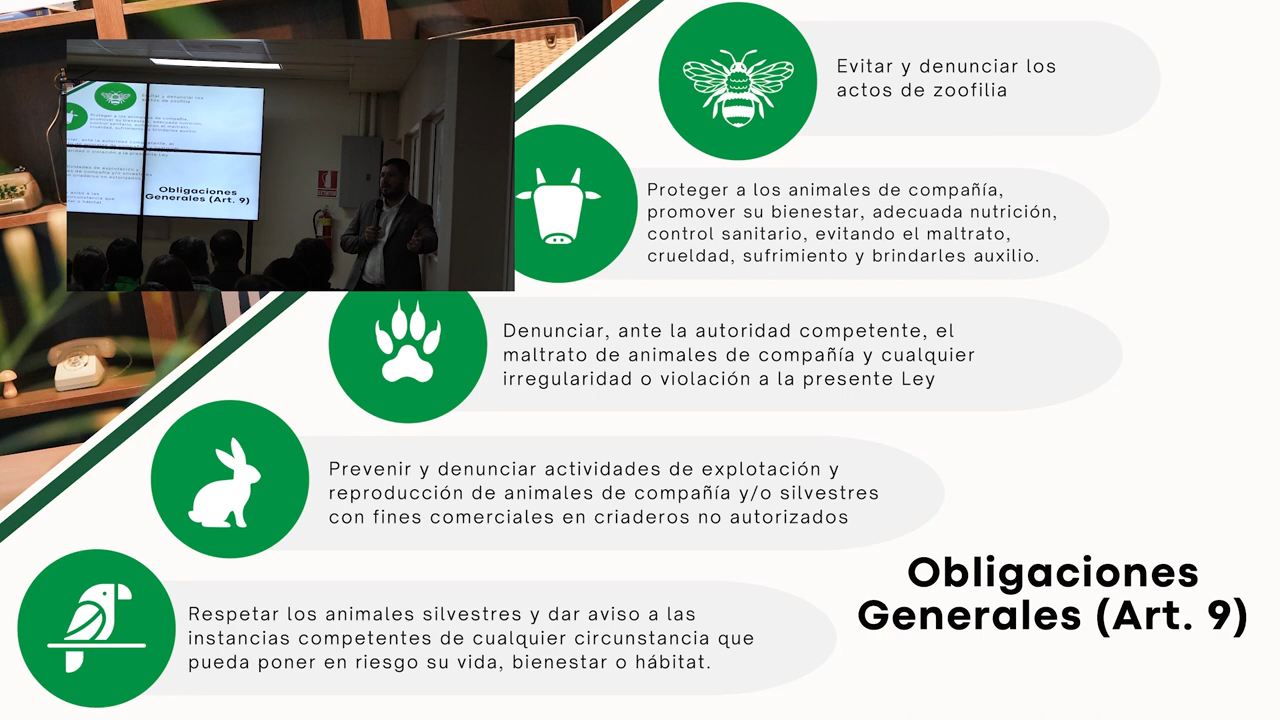 Evitar y denunciar los
actos de zoofilia
Proteger a los animales de compañía,
promover su bienestar, adecuada nutrición,
control sanitario, evitando el maltrato,
crueldad, sufrimiento y brindarles auxilio.
Denunciar, ante la autoridad competente, el
maltrato de animales de compañía y cualquier
irregularidad o violación a la presente Ley
Prevenir y denunciar actividades de explotación y
reproducción de animales de compañía y/o silvestres
con fines comerciales en criaderos no autorizados
Respetar los animales silvestres y dar aviso a las
instancias competentes de cualquier circunstancia que
pueda poner en riesgo su vida, bienestar o hábitat.
Obligaciones
Generales (Art. 9)
Obligaciones
Generales (Art. 9)